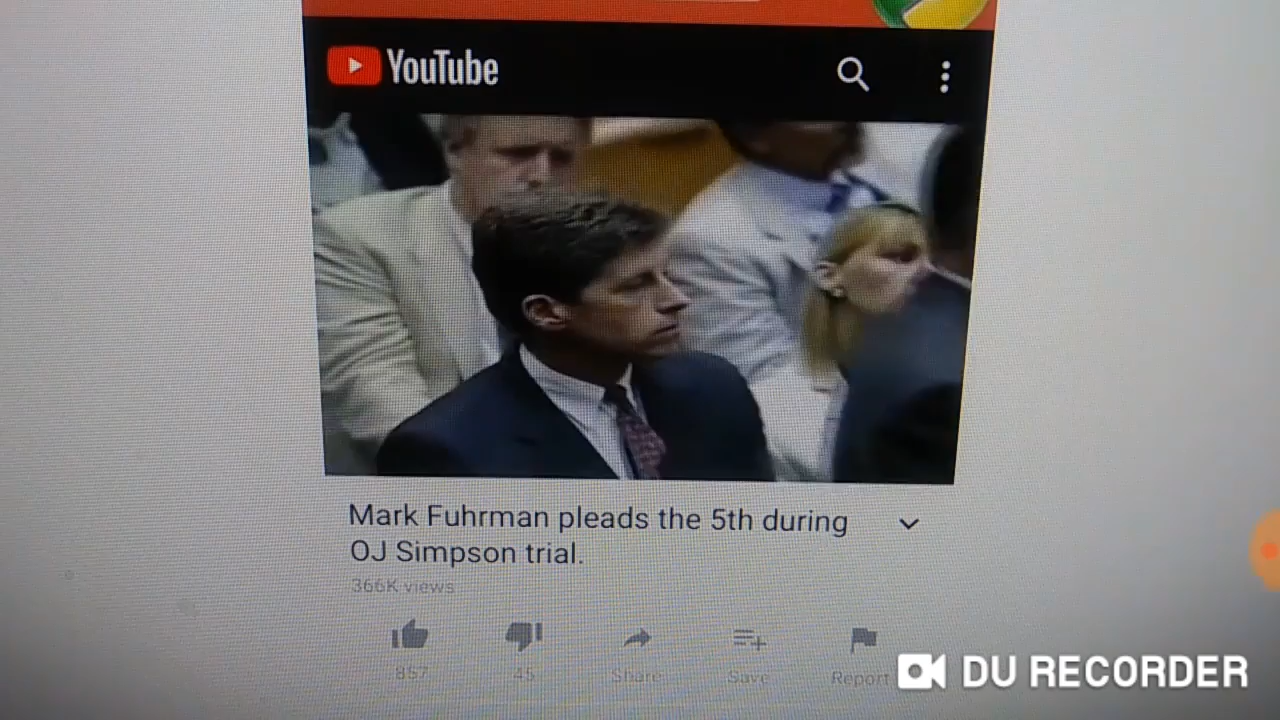 YouTube
Mark Fuhrman pleads the 5th during
OJ Simpson trial.
366K views
857
45
Share
Save
Report
DU RECORDER